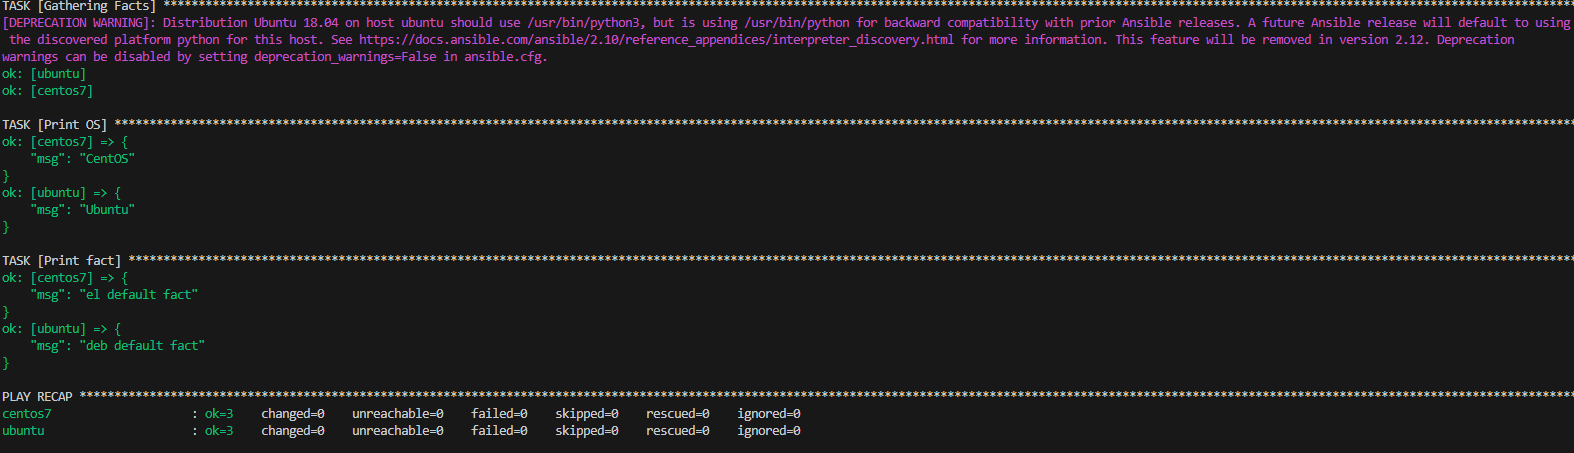 TASK [Gathering Facts] ****************************************************************************************************************************************************************************************************
[DEPRECATION WARNING]: Distribution Ubuntu 18.04 on host ubuntu should use /usr/bin/python3, but is using /usr/bin/python for backward compatibility with prior Ansible releases. A future Ansible release will default to using
 the discovered platform python for this host. See https://docs.ansible.com/ansible/2.10/reference_appendices/interpreter_discovery.html for more information. This feature will be removed in version 2.12. Deprecation
warnings can be disabled by setting deprecation_warnings=False in ansible.cfg.
ok: [ubuntu]
ok: [centos7]
TASK [Print OS] ***********************************************************************************************************************************************************************************************************
ok: [centos7] => {
    "msg": "CentOS"
}
ok: [ubuntu] => {
    "msg": "Ubuntu"
}
TASK [Print fact] *********************************************************************************************************************************************************************************************************
ok: [centos7] => {
    "msg": "el default fact"
}
ok: [ubuntu] => {
    "msg": "deb default fact"
}
PLAY RECAP ****************************************************************************************************************************************************************************************************************
centos7                    : ok=3    changed=0    unreachable=0    failed=0    skipped=0    rescued=0    ignored=0
ubuntu                     : ok=3    changed=0    unreachable=0    failed=0    skipped=0    rescued=0    ignored=0